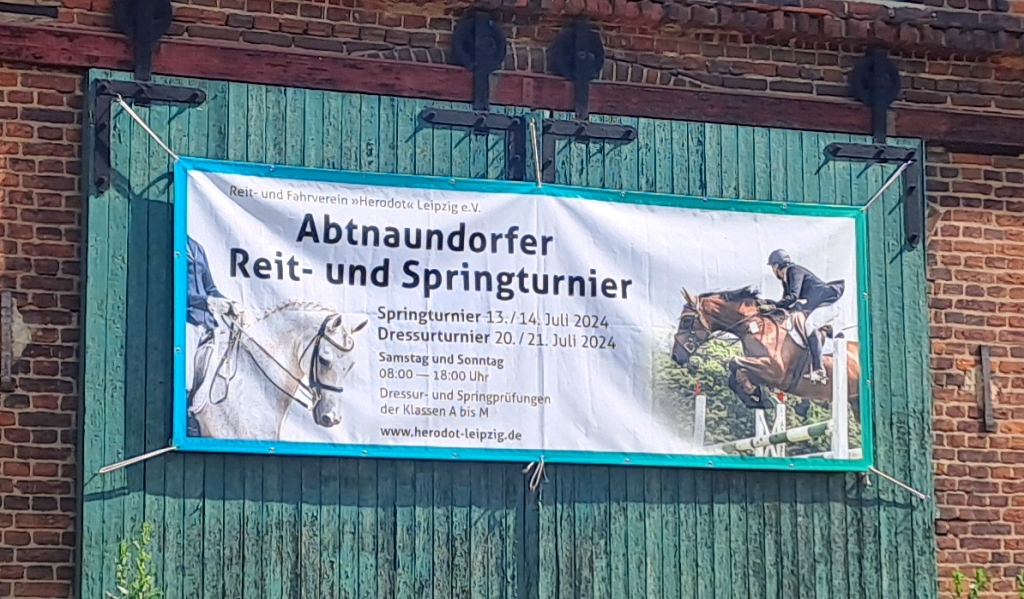 Reit- und Fahrverein »Herodot« Leipzig e.V.
Abtnaundorfer
Reit- und Springturnier
Springturnier 13. / 14. Juli 2024
Dressurturnier 20. / 21. Juli 2024
Samstag und Sonntag
08:00 — 18:00 Uhr
Dressur- und Springprüfungen
der Klassen A bis M
www.herodot-leipzig.de